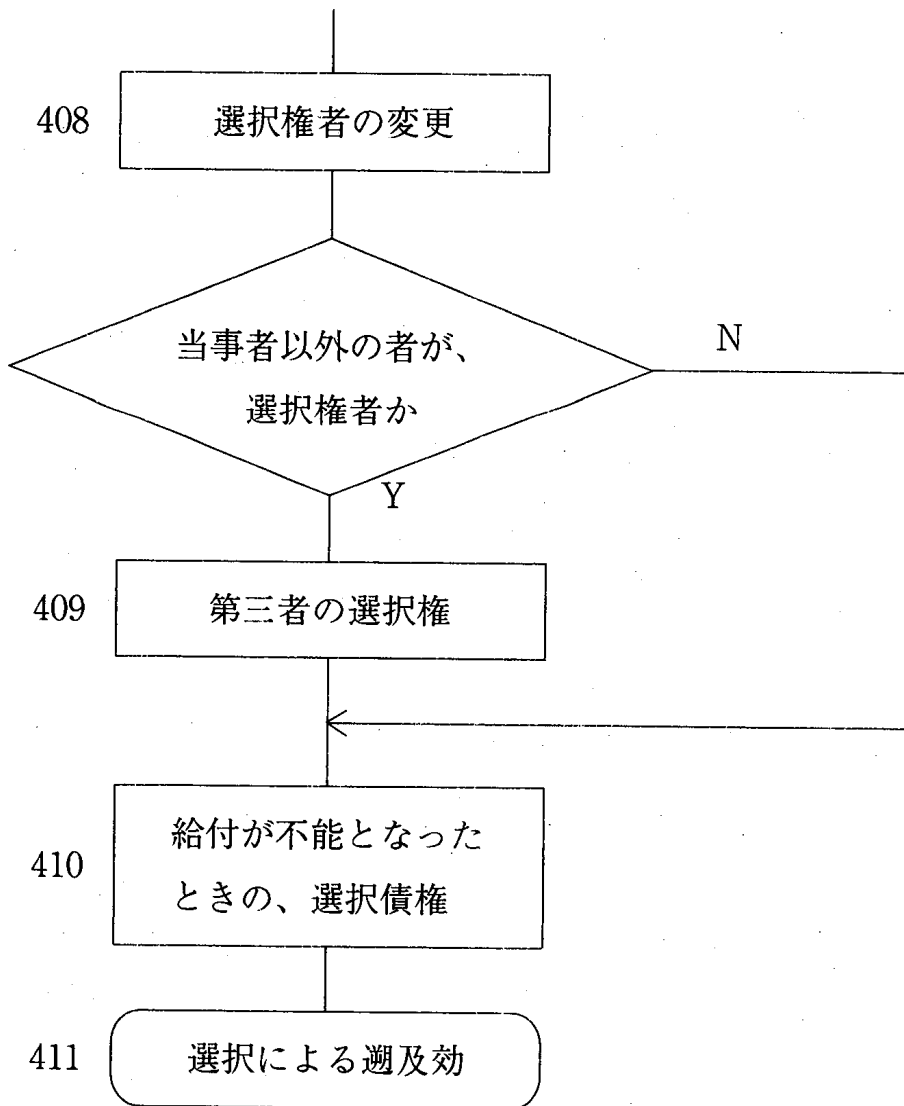 408
選択権者の変更
当事者以外の者が、
選択権者か
N
Y
409
第三者の選択権
410
給付が不能となった
ときの、選択債権
411
選択による遡及効